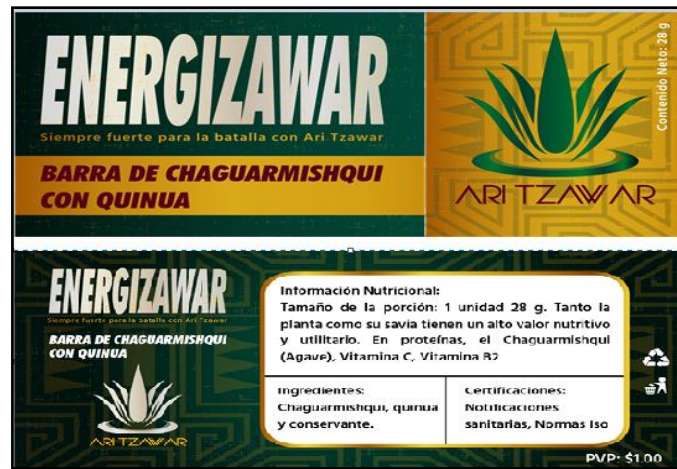 ENERGIZAWAR
Siempre fuerte para la batalla con Ari Tzawar
BARRA DE CHAGUARMISHQUI
CON QUINUA
Contenido Neto: 28 g
ARI TZAWAR
ENERGIZAWAR
Siempre fuerte para la batalla con Ari Tzawar
BARRA DE CHAGUARMISHQUI
CON QUINUA
ARI TZAWAR
Información Nutricional:
Tamaño de la porción: 1 unidad 28 g. Tanto la
planta como su savia tienen un alto valor nutritivo
y utilitario. En proteínas, el Chaguarmishqui
(Agave), Vitamina C, Vitamina B2
Ingredientes:
Chaguarmishqui, quinua
y conservante.
Certificaciones:
Notificaciones
sanitarias, Normas Iso
PVP: $1.00